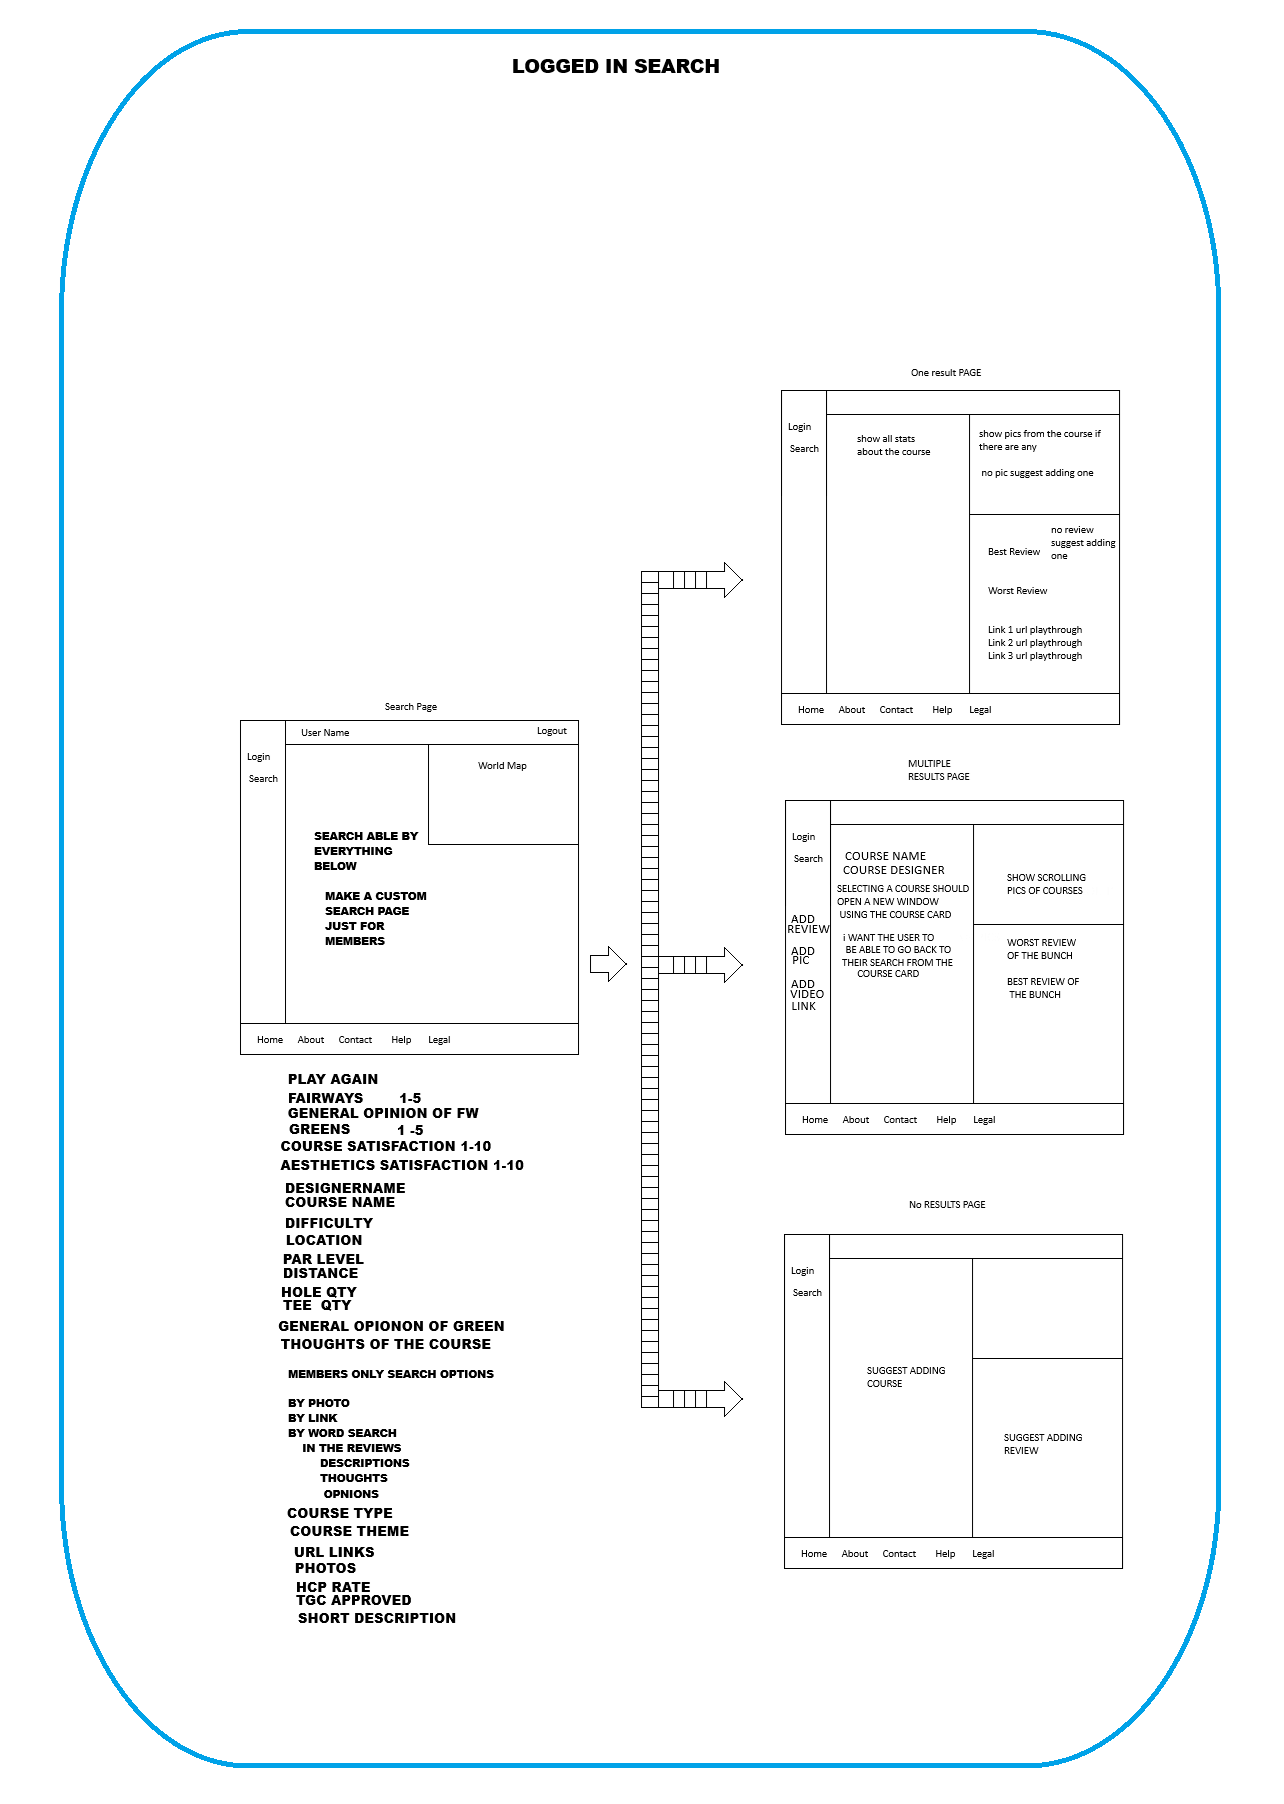 LOGGED IN SEARCH
One result PAGE
Login
Search
show all stats
about the course
show pics from the course if
there are any
no pic suggest adding one
no review
suggest adding
one
Best Review
Worst Review
Link 1 url playthrough
Link 2 url playthrough
Link 3 url playthrough
Home About Contact Help Legal
Search Page
User Name Logout
Login
Search
World Map
SEARCH ABLE BY
EVERYTHING
BELOW
MAKE A CUSTOM
SEARCH PAGE
JUST FOR
MEMBERS
Home About Contact Help Legal
MULTIPLE
RESULTS PAGE
Login
Search
ADD
REVIEW
ADD
PIC
ADD
VIDEO
LINK
COURSE NAME
COURSE DESIGNER
SELECTING A COURSE SHOULD
OPEN A NEW WINDOW
USING THE COURSE CARD
i WANT THE USER TO
BE ABLE TO GO BACK TO
THEIR SEARCH FROM THE
COURSE CARD
SHOW SCROLLING
PICS OF COURSES
WORST REVIEW
OF THE BUNCH
BEST REVIEW OF
THE BUNCH
Home About Contact Help Legal
PLAY AGAIN
FAIRWAYS 1-5
GENERAL OPINION OF FW
GREENS 1 -5
COURSE SATISFACTION 1-10
AESTHETICS SATISFACTION 1-10
DESIGNERNAME
COURSE NAME
DIFFICULTY
LOCATION
PAR LEVEL
DISTANCE
HOLE QTY
TEE QTY
GENERAL OPIONON OF GREEN
THOUGHTS OF THE COURSE
MEMBERS ONLY SEARCH OPTIONS
BY PHOTO
BY LINK
BY WORD SEARCH
IN THE REVIEWS
DESCRIPTIONS
THOUGHTS
OPNIONS
COURSE TYPE
COURSE THEME
URL LINKS
PHOTOS
HCP RATE
TGC APPROVED
SHORT DESCRIPTION
No RESULTS PAGE
Login
Search
SUGGEST ADDING
COURSE
SUGGEST ADDING
REVIEW
Home About Contact Help Legal